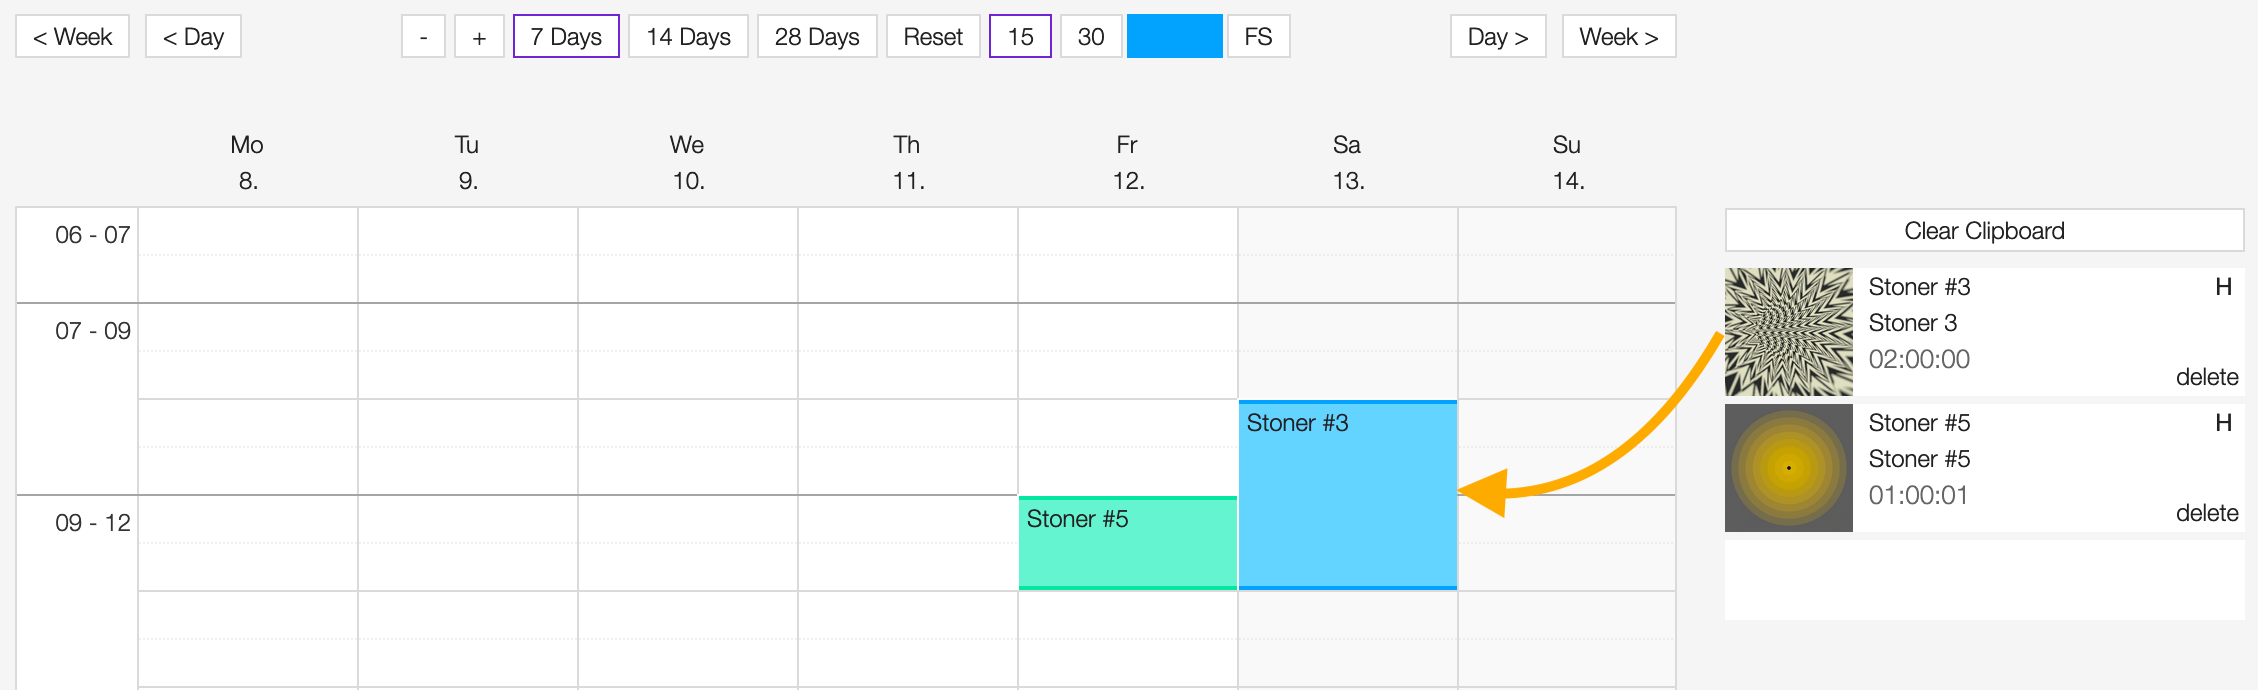 < Week < Day - + 7 Days 14 Days 28 Days Reset 15 30 FS Day > Week >
Mo Tu We Th Fr Sa Su
8. 9. 10. 11. 12. 13. 14.
06 - 07
07 - 09
09 - 12
Stoner #3
Stoner #5
Clear Clipboard
Stoner #3 H
Stoner 3
02:00:00
delete
Stoner #5 H
Stoner #5
01:00:01
delete